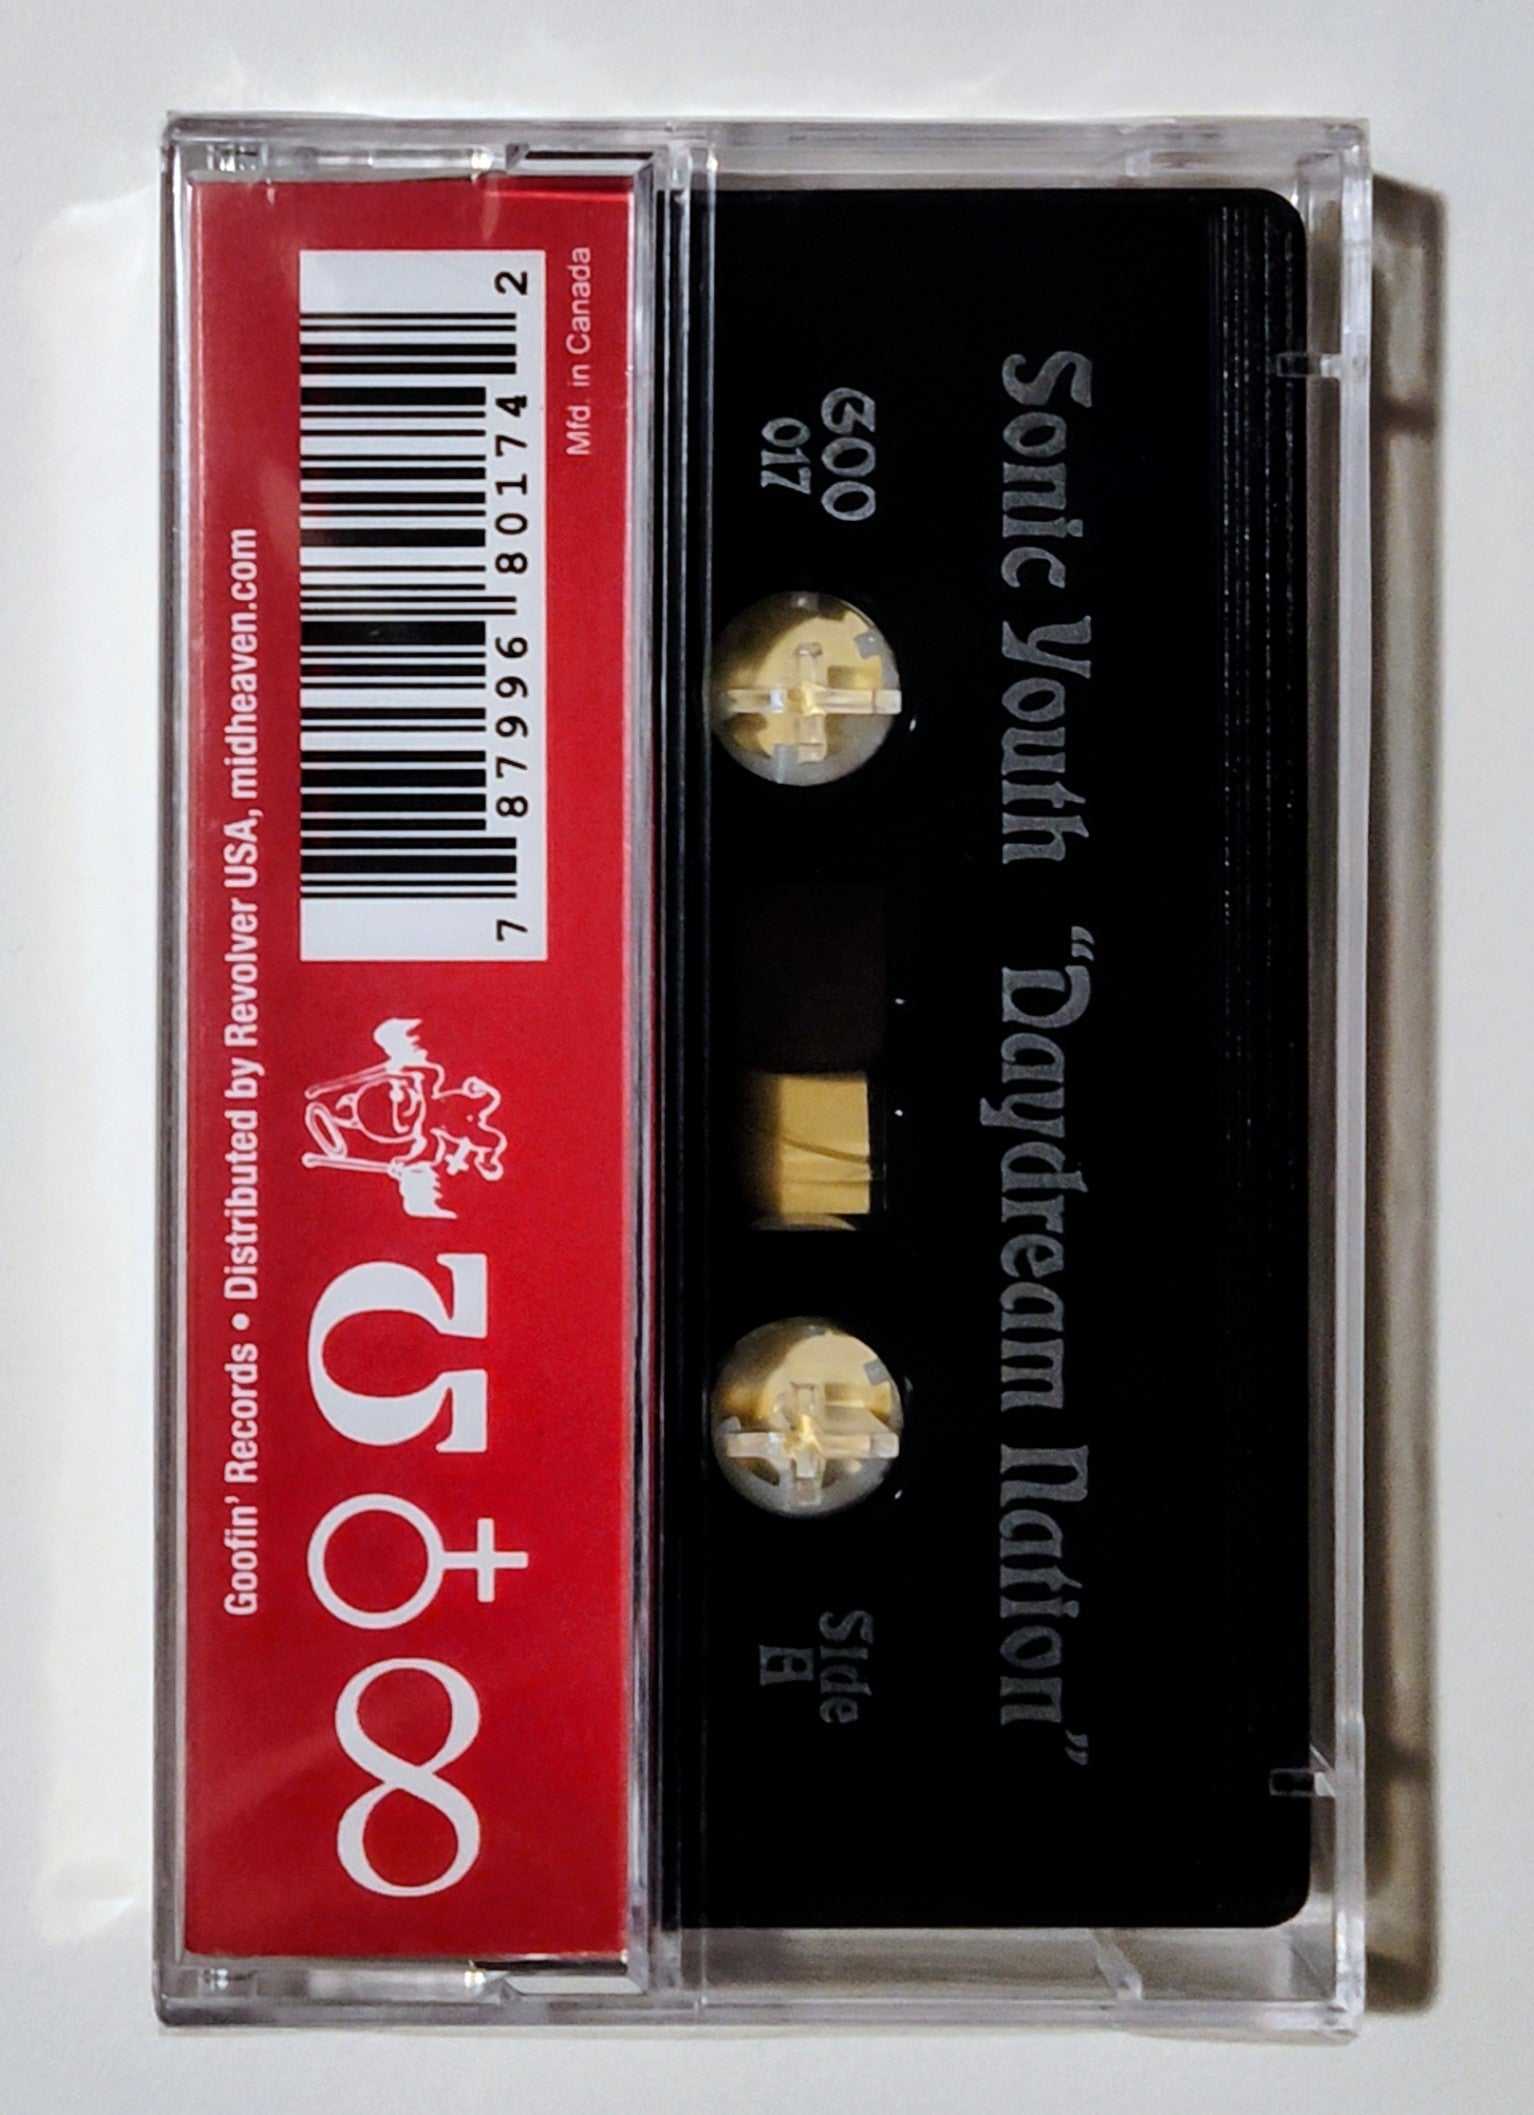 Goofin' Records • Distributed by Revolver USA, midheaven.com
∞ ♀ Ω
7 87996 80174 2
Mfd. in Canada
Sonic Youth "Daydream Nation"
GOO
017
SIde
A